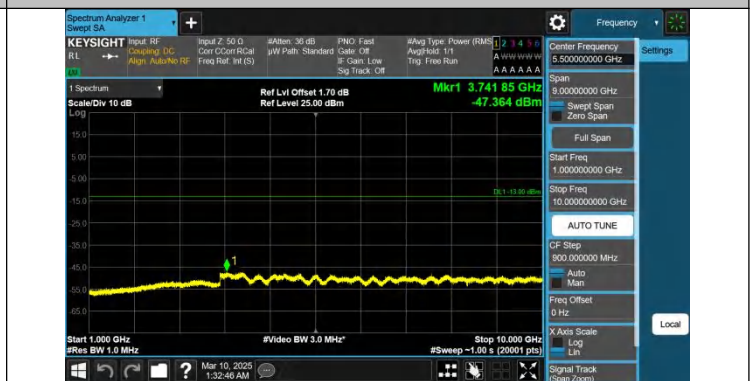 Spectrum Analyzer 1
Swept SA
+
Frequency
KEYSIGHT Input: RF Input Z: 50 Ω #Atten: 36 dB PNO: Fast #Avg Type: Power (RMS 1 2 3 4 5 6
RL Coupling: DC Corr CCorr RCal µW Path: Standard Gate: Off Avg|Hold: 1/1 A W W W W W
Align: Auto/No RF Freq Ref: Int (S) IF Gain: Low Trig: Free Run
Sig Track: Off A A A A A A
1 Spectrum Ref Lvl Offset 1.70 dB Mkr1 3.741 85 GHz
Scale/Div 10 dB Ref Level 25.00 dBm -47.364 dBm
Log
15.0
5.00
-5.00
DL1 -13.00 dBm
-15.0
-25.0
-35.0
1
-45.0
-55.0
-65.0
Start 1.000 GHz #Video BW 3.0 MHz* Stop 10.000 GHz
#Res BW 1.0 MHz #Sweep ~1.00 s (20001 pts)
Mar 10, 2025
1:32:46 AM
?
Center Frequency
5.500000000 GHz
Settings
Span
9.00000000 GHz
Swept Span
Zero Span
Full Span
Start Freq
1.000000000 GHz
Stop Freq
10.000000000 GHz
AUTO TUNE
CF Step
900.000000 MHz
Auto
Man
Freq Offset
0 Hz
Local
X Axis Scale
Log
Lin
Signal Track
(Span Zoom)